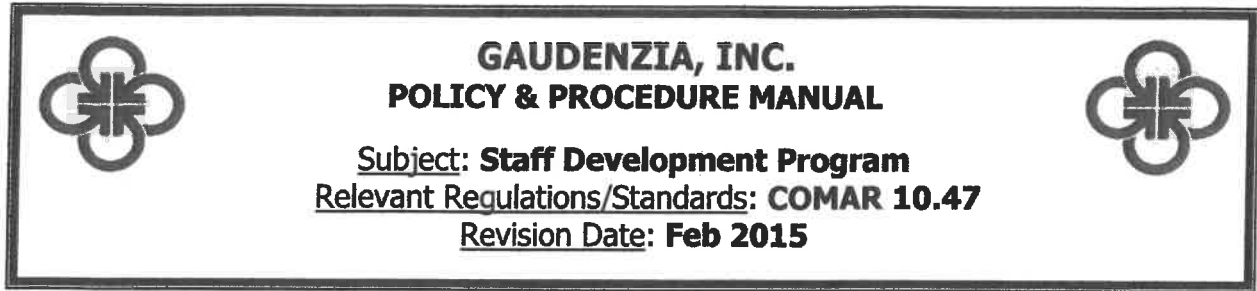 GAUDENZIA, INC.
POLICY & PROCEDURE MANUAL
Subject: Staff Development Program
Relevant Regulations/Standards: COMAR 10.47
Revision Date: Feb 2015